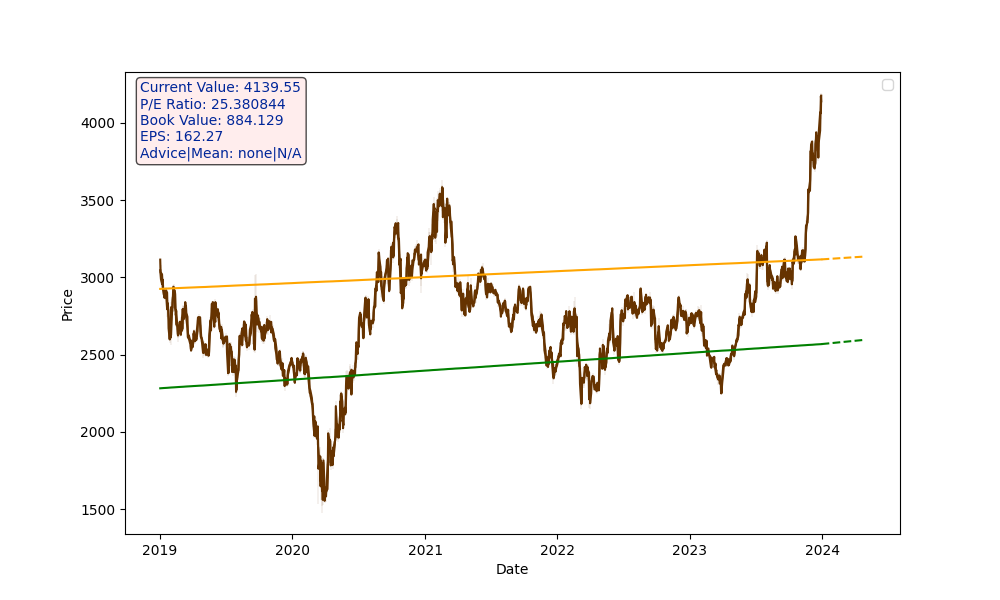 Current Value: 4139.55
P/E Ratio: 25.380844
Book Value: 884.129
EPS: 162.27
Advice|Mean: none|N/A
4000
3500
3000
2500
2000
1500
Price
2019 2020 2021 2022 2023 2024
Date